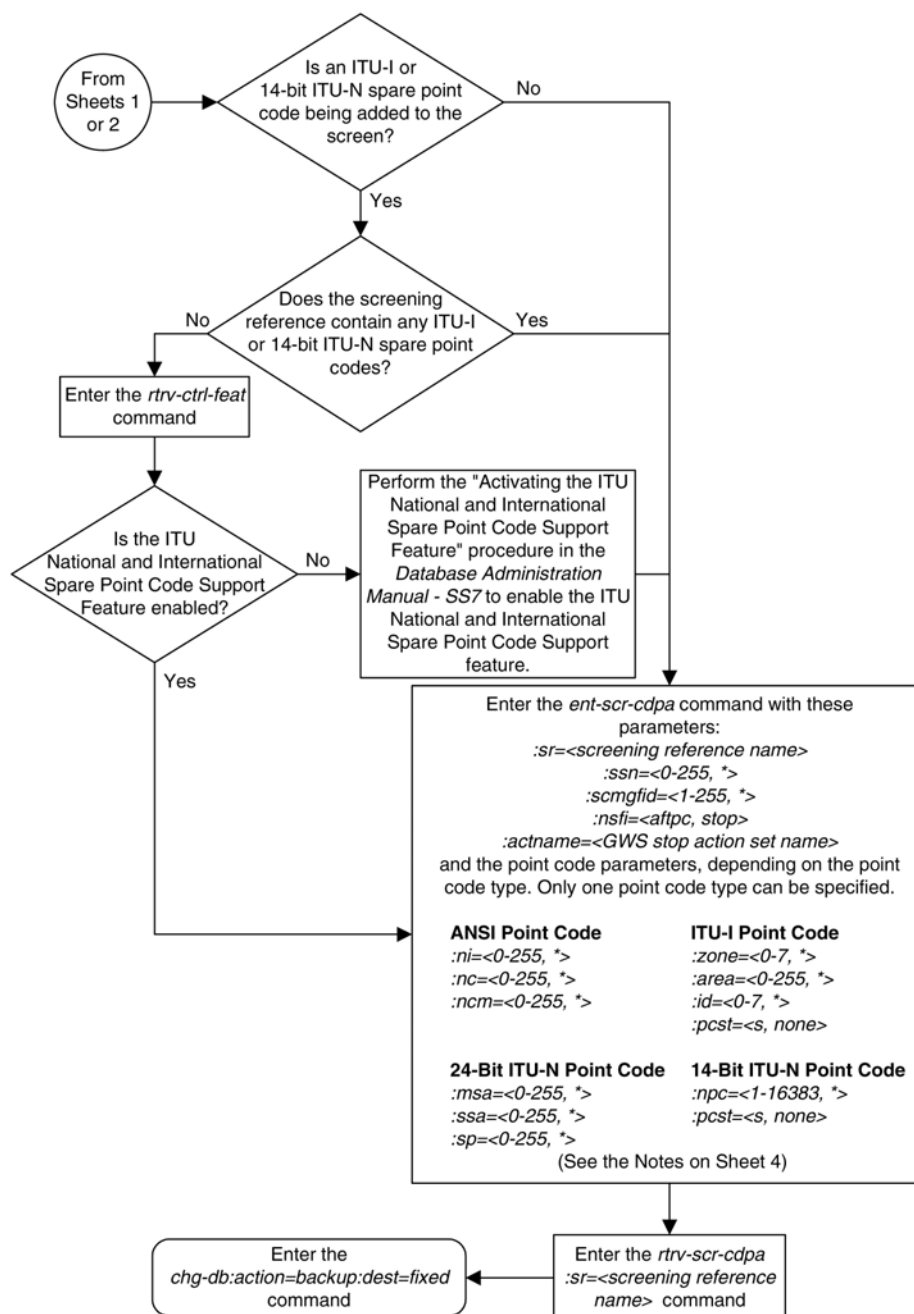 From
Sheets 1
or 2
Is an ITU-I or
14-bit ITU-N spare point
code being added to the
screen?
No
Yes
Does the screening
reference contain any ITU-I
or 14-bit ITU-N spare point
codes?
No
Yes
Enter the rtrv-ctrl-feat
command
Is the ITU
National and International
Spare Point Code Support
Feature enabled?
No
Yes
Perform the "Activating the ITU
National and International
Spare Point Code Support
Feature" procedure in the
Database Administration
Manual - SS7 to enable the ITU
National and International
Spare Point Code Support
feature.
Enter the ent-scr-cdpa command with these
parameters:
:sr=<screening reference name>
:ssn=<0-255, *>
:scmgfid=<1-255, *>
:nsfi=<aftpc, stop>
:actname=<GWS stop action set name>
and the point code parameters, depending on the point
code type. Only one point code type can be specified.
ANSI Point Code
:ni=<0-255, *>
:nc=<0-255, *>
:ncm=<0-255, *>
ITU-I Point Code
:zone=<0-7, *>
:area=<0-255, *>
:id=<0-7, *>
:pcst=<s, none>
24-Bit ITU-N Point Code
:msa=<0-255, *>
:ssa=<0-255, *>
:sp=<0-255, *>
14-Bit ITU-N Point Code
:npc=<1-16383, *>
:pcst=<s, none>
(See the Notes on Sheet 4)
Enter the rtrv-scr-cdpa
:sr=<screening reference
name> command
Enter the
chg-db:action=backup:dest=fixed
command